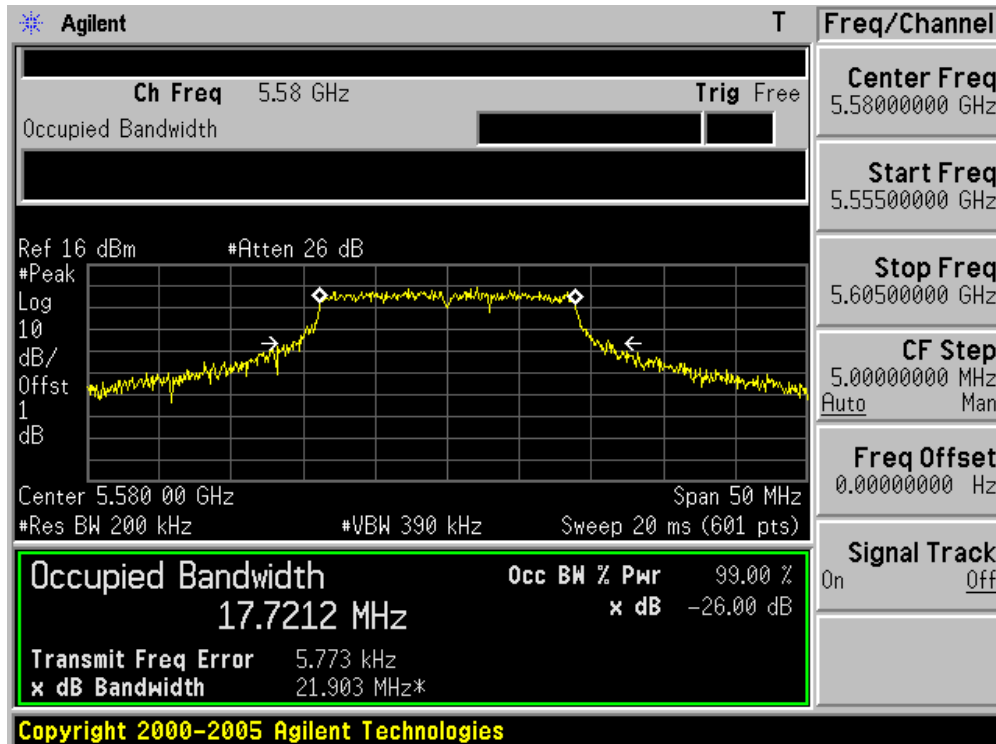 Agilent T
Freq/Channel
Ch Freq 5.58 GHz Trig Free
Occupied Bandwidth
Center Freq
5.58000000 GHz
Start Freq
5.55500000 GHz
Stop Freq
5.60500000 GHz
CF Step
5.00000000 MHz
Auto Man
Freq Offset
0.00000000 Hz
Signal Track
On Off
Ref 16 dBm #Atten 26 dB
#Peak
Log
10
dB/
Offst
1
dB
Center 5.580 00 GHz Span 50 MHz
#Res BW 200 kHz #VBW 390 kHz Sweep 20 ms (601 pts)
Occupied Bandwidth Occ BW % Pwr 99.00 %
17.7212 MHz x dB -26.00 dB
Transmit Freq Error 5.773 kHz
x dB Bandwidth 21.903 MHz*
Copyright 2000-2005 Agilent Technologies